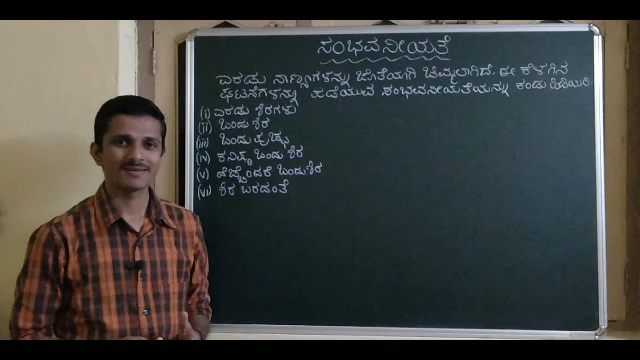 ಸಂಭವನೀಯತೆ
ಎರಡು ನಾಣ್ಯಗಳನ್ನು ಜೊತೆಯಾಗಿ ಚಿಮ್ಮಲಾಗಿದೆ. ಈ ಕೆಳಗಿನ
ಘಟನೆಗಳನ್ನು ಪಡೆಯುವ ಸಂಭವನೀಯತೆಯನ್ನು ಕಂಡು ಹಿಡಿಯಿರಿ.
(i) ಎರಡು ಶಿರಗಳು
(ii) ಒಂದು ಶಿರ
(iii) ಒಂದು ಪುಚ್ಛ
(iv) ಕನಿಷ್ಠ ಒಂದು ಶಿರ
(v) ಹೆಚ್ಚೆಂದರೆ ಒಂದು ಶಿರ
(vi) ಶಿರ ಬರದಂತೆ